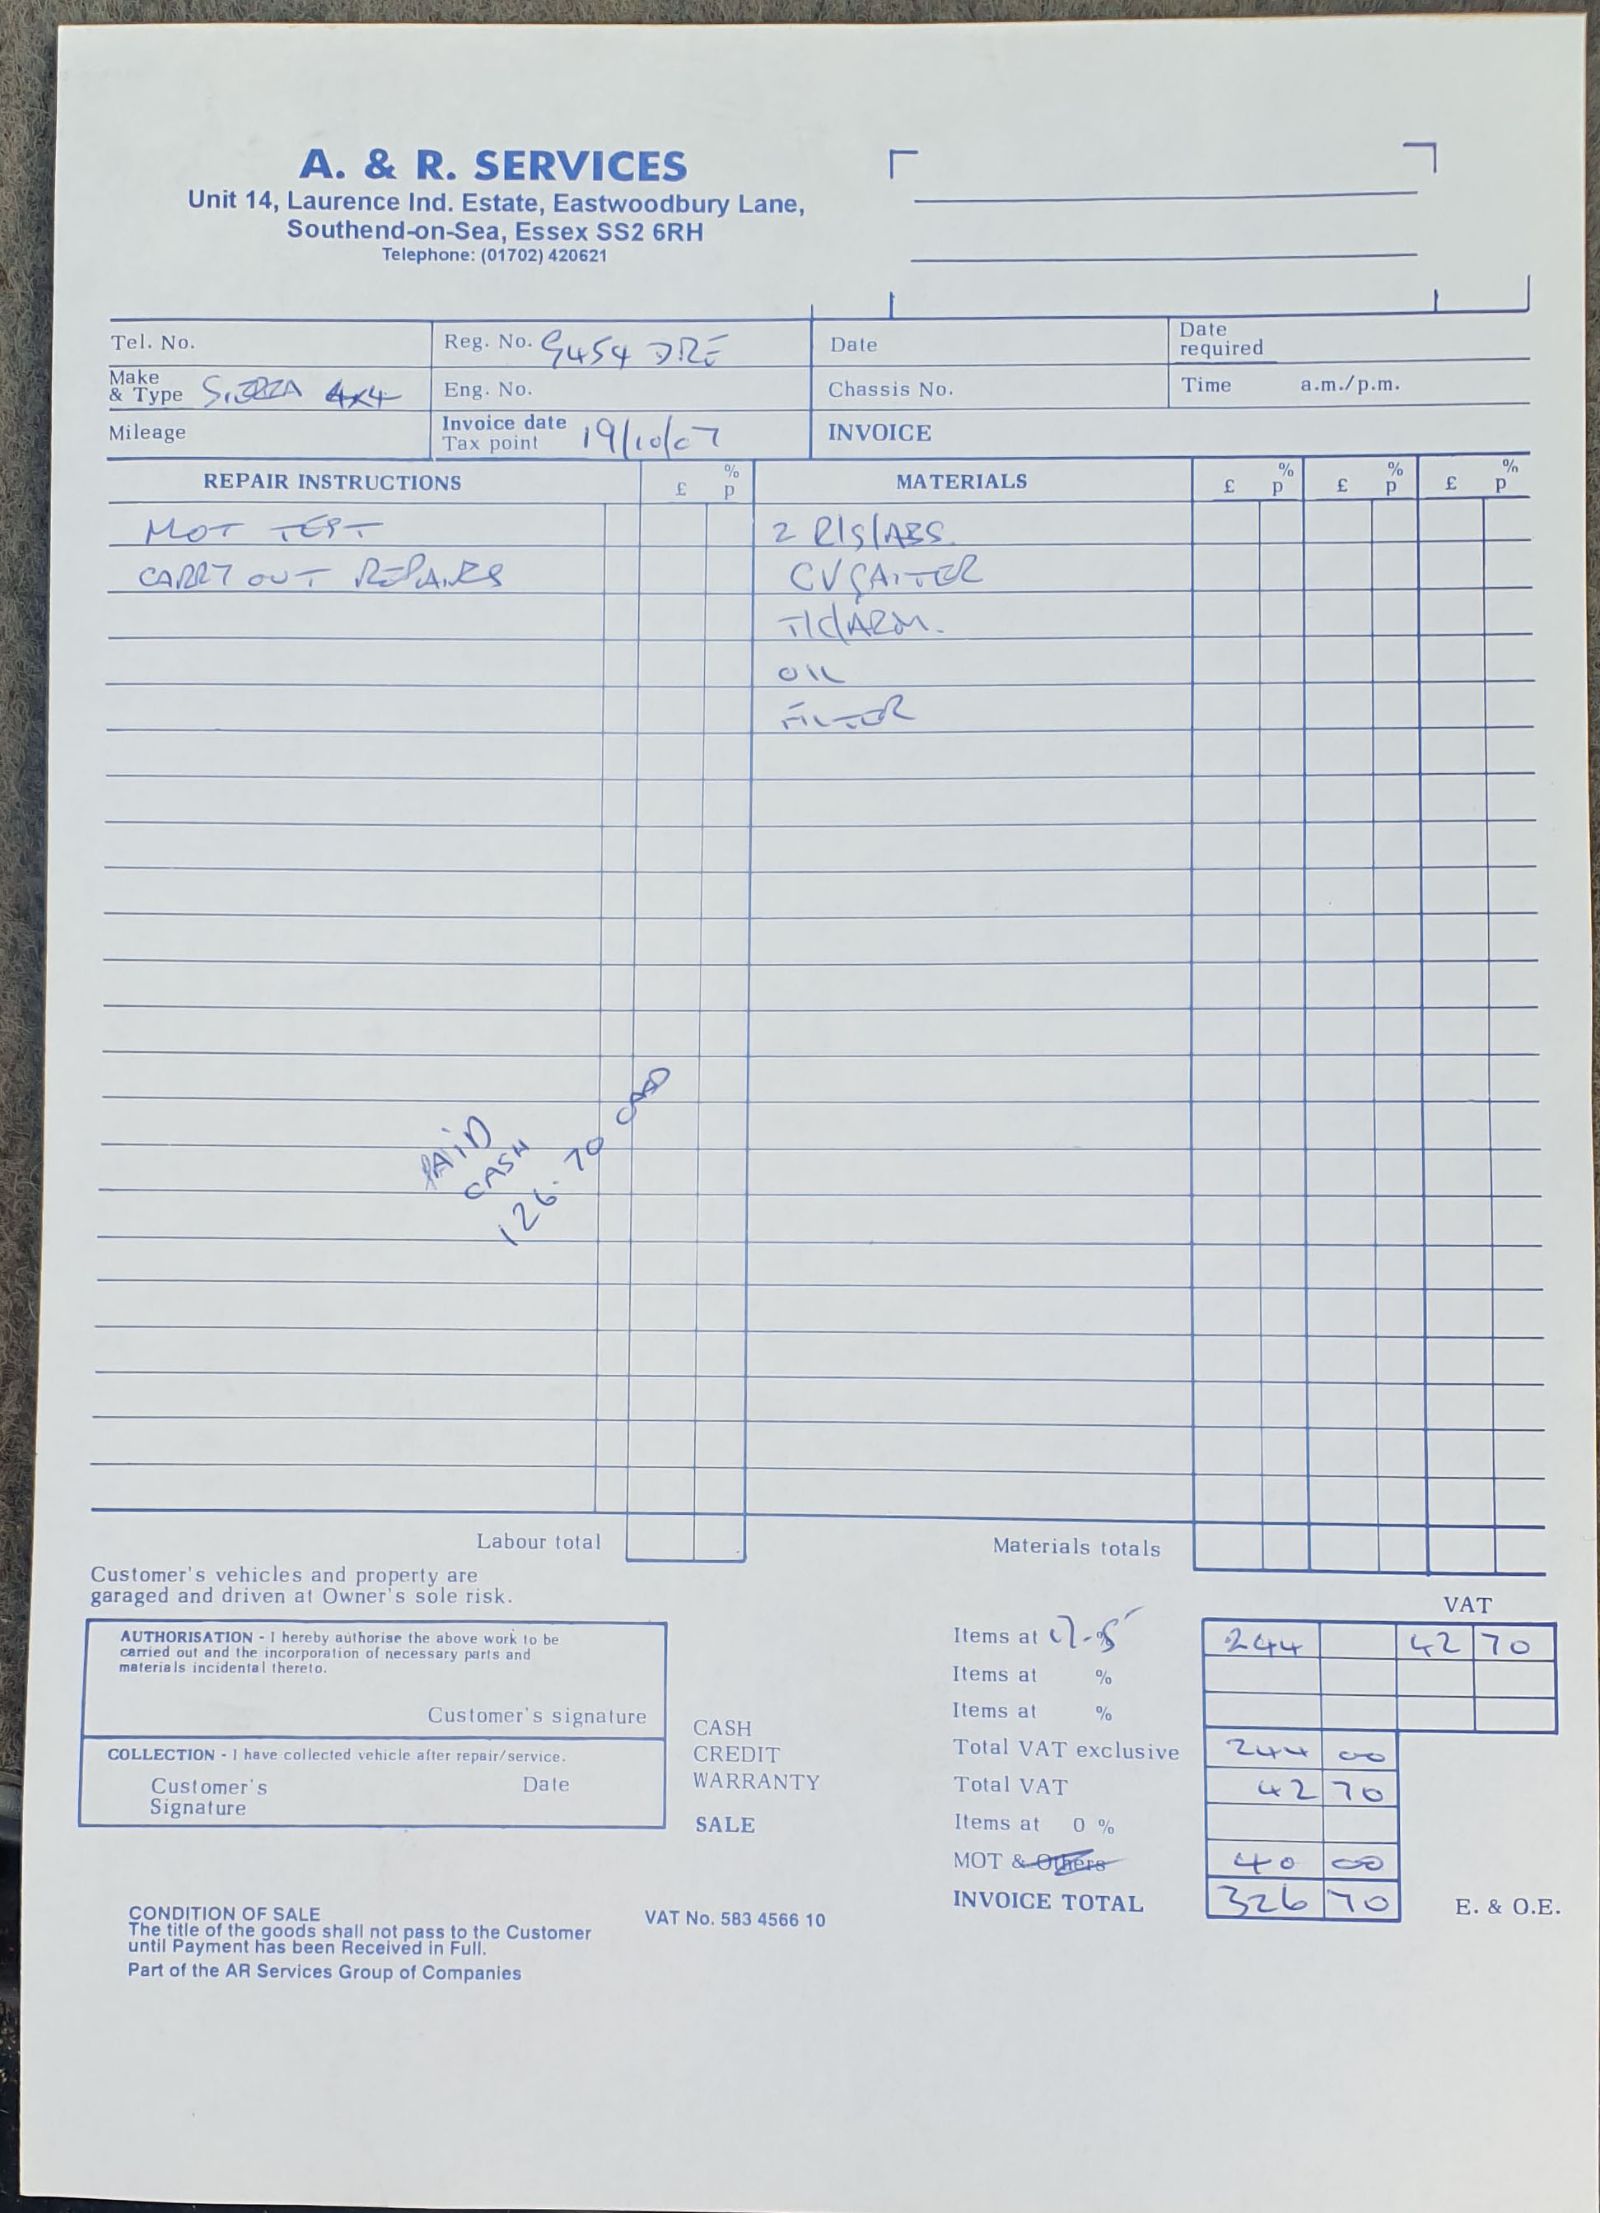 A. & R. SERVICES
Unit 14, Laurence Ind. Estate, Eastwoodbury Lane,
Southend-on-Sea, Essex SS2 6RH
Telephone: (01702) 420621
Tel. No.
Reg. No. G454 DRE
Date
Date required
Make & Type SIERRA 4x4
Eng. No.
Chassis No.
Time a.m./p.m.
Mileage
Invoice date Tax point 19/10/07
INVOICE
REPAIR INSTRUCTIONS £ % p MATERIALS £ % p £ % p £ % p
MOT TEST
2 R/S/ABS.
CARRY OUT REPAIRS
CV GAITER
T/C/ARM.
OIL
FILTER
PAID
CASH
126.70 CARD
Labour total
Materials totals
Customer's vehicles and property are
garaged and driven at Owner's sole risk.
AUTHORISATION - I hereby authorise the above work to be
carried out and the incorporation of necessary parts and
materials incidental thereto.
Customer's signature
COLLECTION - I have collected vehicle after repair/service.
Customer's Signature
Date
CASH
CREDIT
WARRANTY
SALE
VAT
Items at 17.5 % 244 42 70
Items at %
Items at %
Total VAT exclusive 244 00
Total VAT 42 70
Items at 0 %
MOT & Others 40 00
INVOICE TOTAL 326 70
E. & O.E.
CONDITION OF SALE
The title of the goods shall not pass to the Customer
until Payment has been Received in Full.
Part of the AR Services Group of Companies
VAT No. 583 4566 10